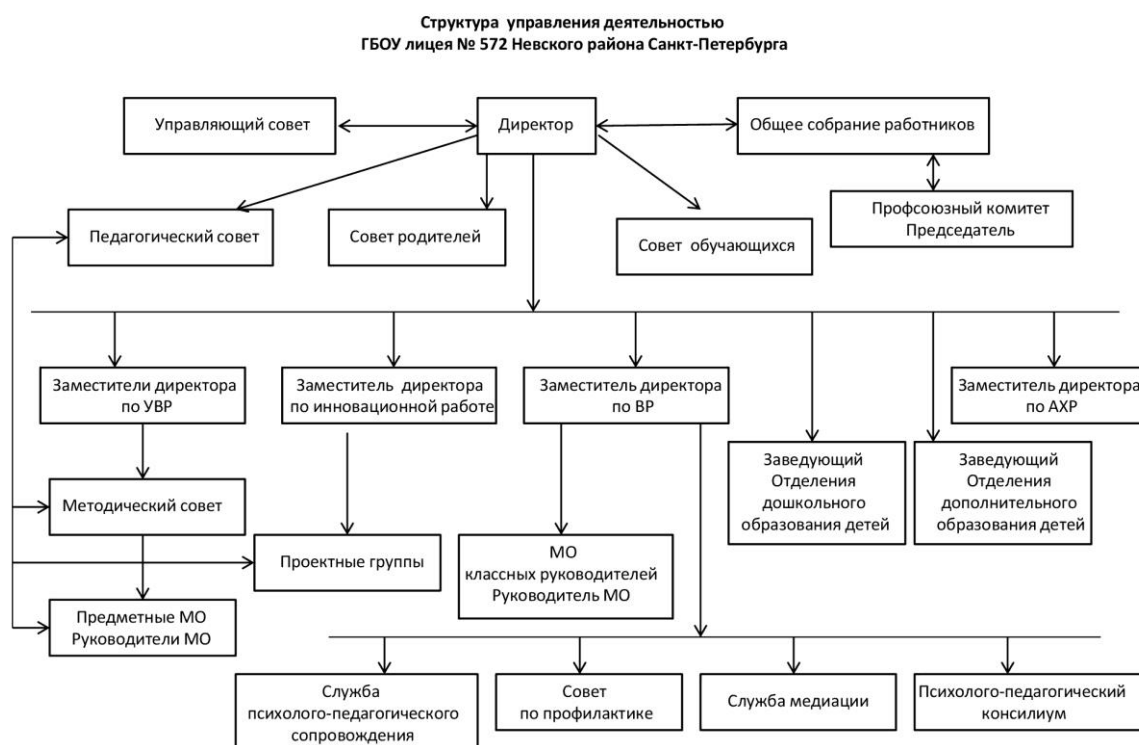 Структура управления деятельностью
ГБОУ лицея № 572 Невского района Санкт-Петербурга
Управляющий совет
Директор
Общее собрание работников
Педагогический совет
Совет родителей
Совет обучающихся
Профсоюзный комитет
Председатель
Заместители директора
по УВР
Заместитель директора
по инновационной работе
Заместитель директора
по ВР
Заместитель директора
по АХР
Заведующий
Отделения
дошкольного
образования детей
Заведующий
Отделения
дополнительного
образования детей
Методический совет
Проектные группы
МО
классных руководителей
Руководитель МО
Предметные МО
Руководители МО
Служба
психолого-педагогического
сопровождения
Совет
по профилактике
Служба медиации
Психолого-педагогический
консилиум